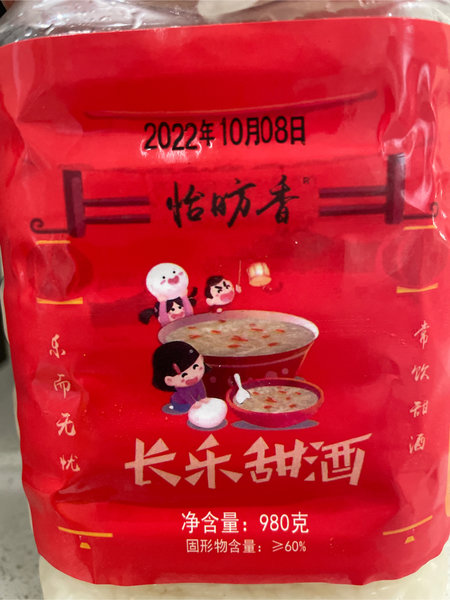 2022年10月08日
怡昉香
乐而无忧
常饮甜酒
长乐甜酒
净含量：980克
固形物含量：≥60%